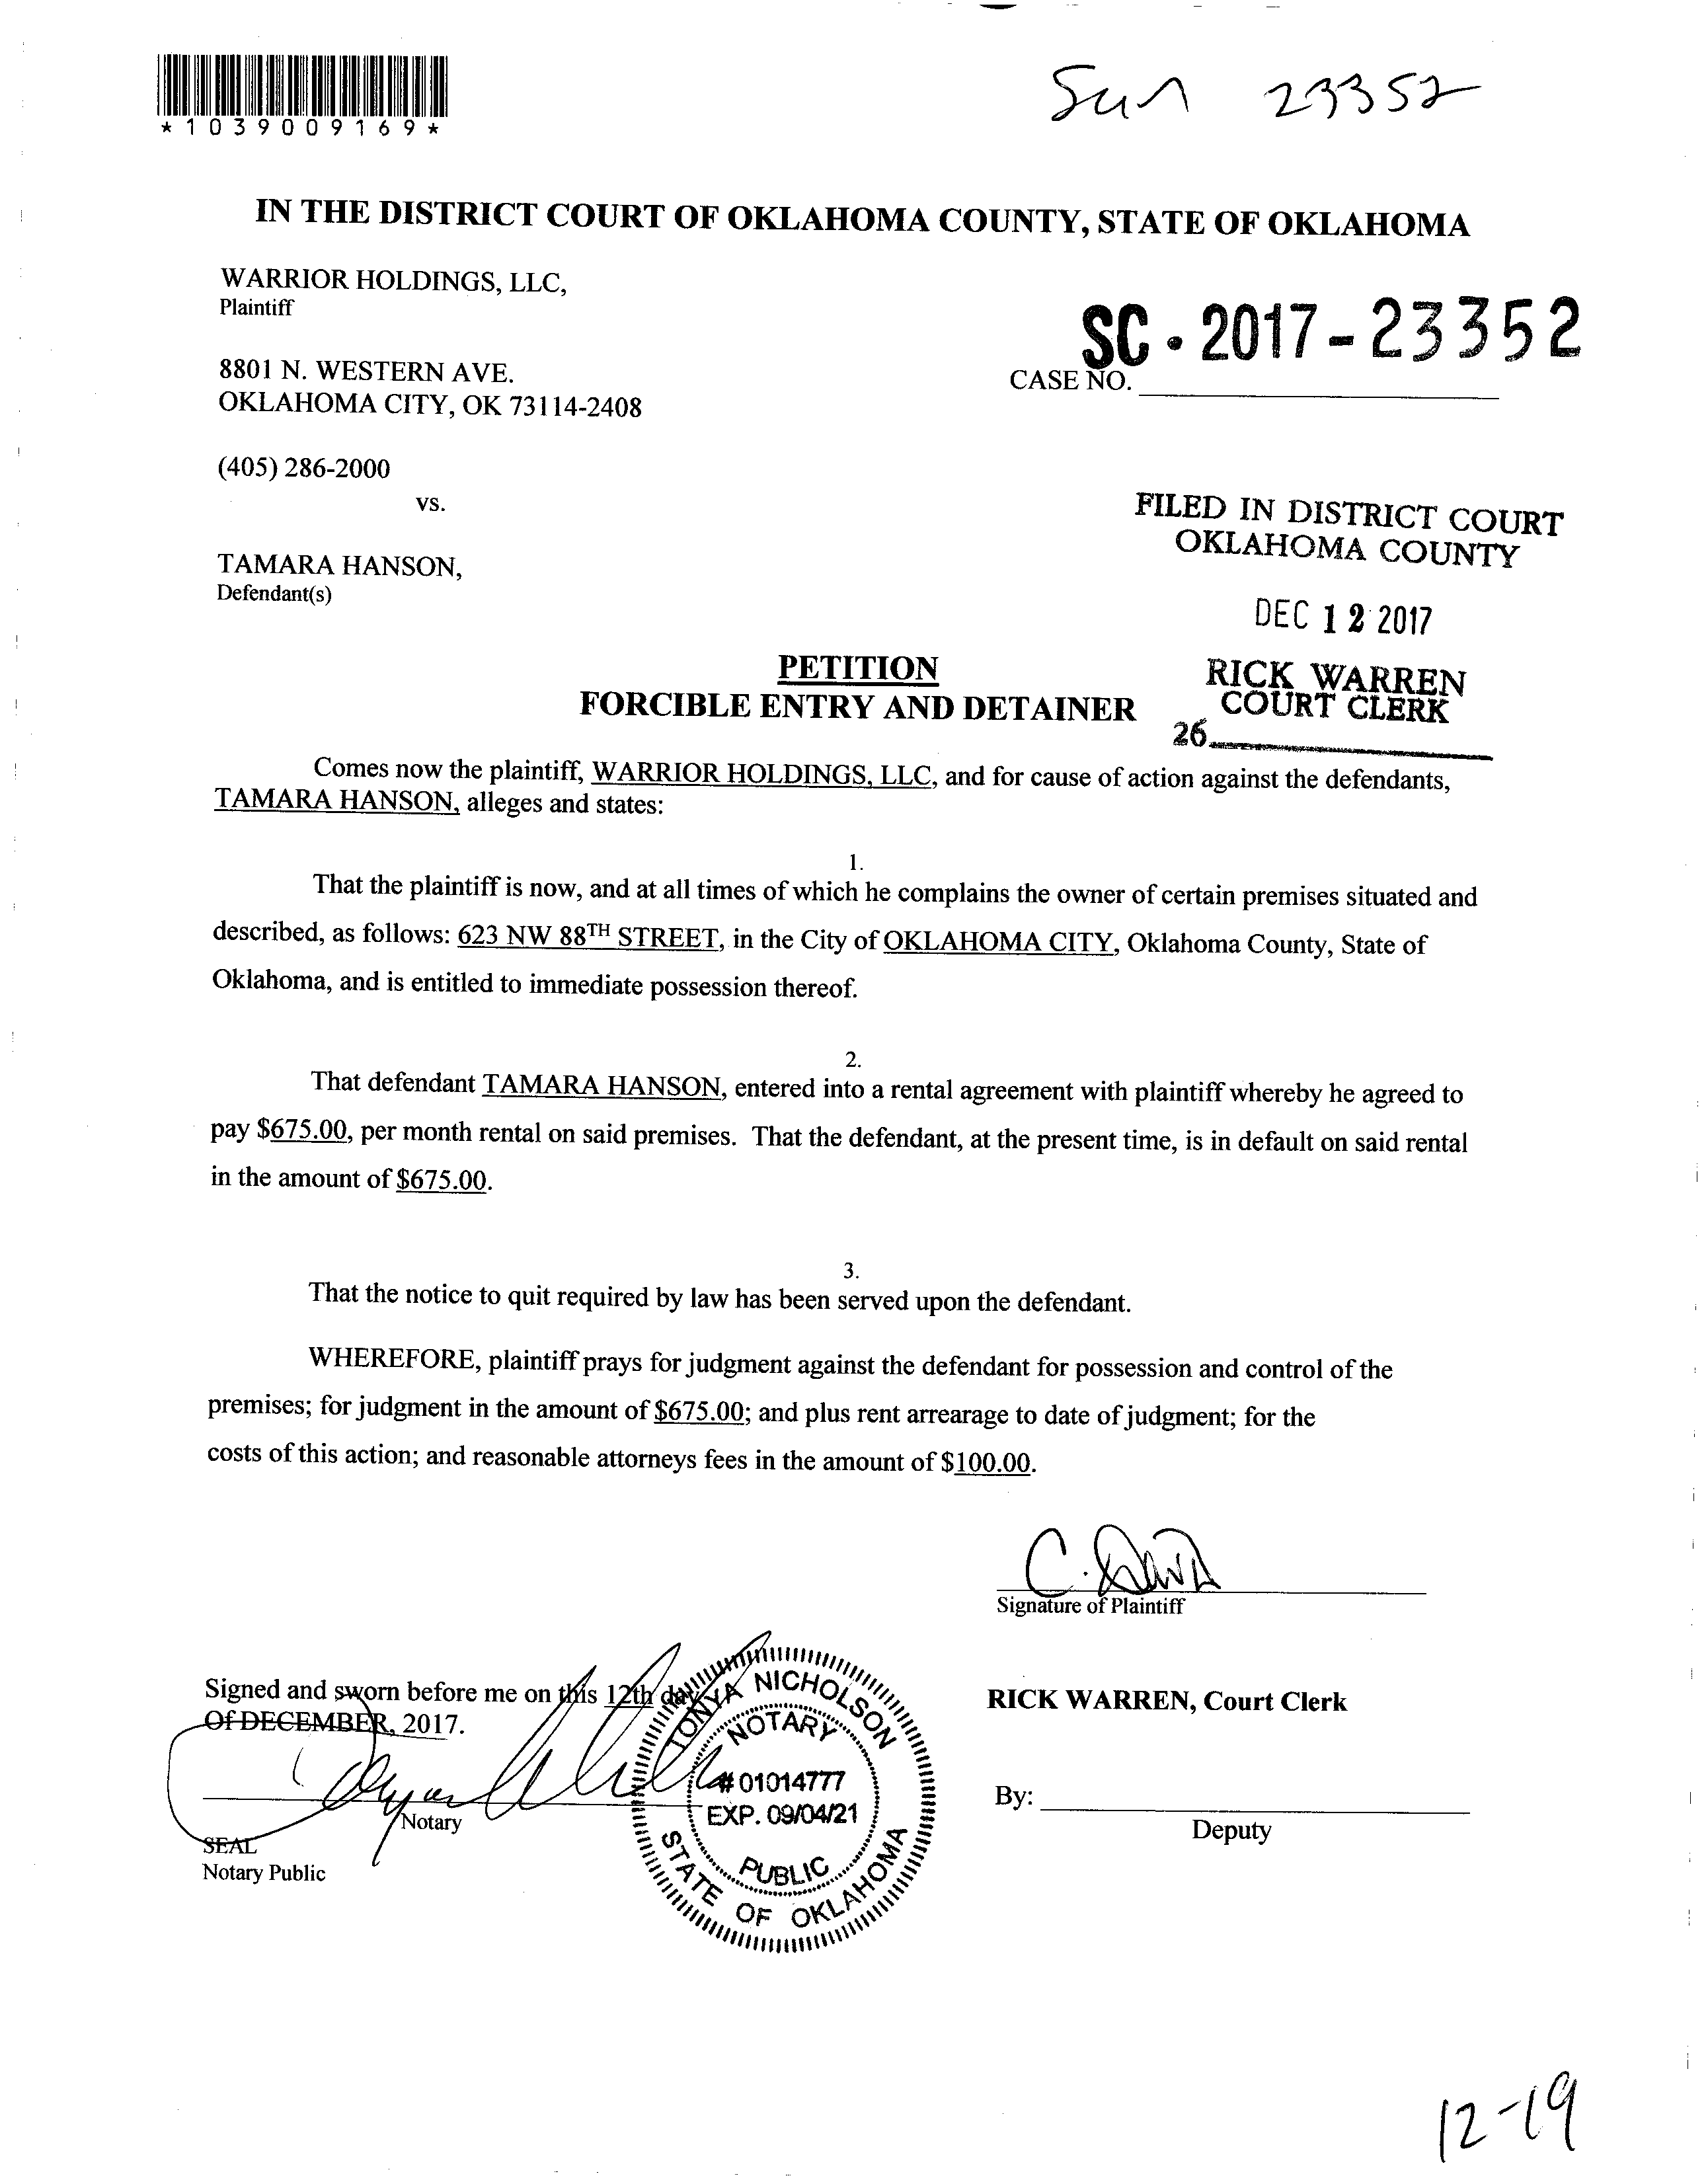 *1039009169*
Sun 23352
IN THE DISTRICT COURT OF OKLAHOMA COUNTY, STATE OF OKLAHOMA
WARRIOR HOLDINGS, LLC,
Plaintiff
SC·2017-23352
8801 N. WESTERN AVE.
CASE NO.
OKLAHOMA CITY, OK 73114-2408
(405) 286-2000
vs.
FILED IN DISTRICT COURT
OKLAHOMA COUNTY
TAMARA HANSON,
Defendant(s)
DEC 12 2017
PETITION
RICK WARREN
COURT CLERK
FORCIBLE ENTRY AND DETAINER
26
Comes now the plaintiff, WARRIOR HOLDINGS, LLC, and for cause of action against the defendants,
TAMARA HANSON, alleges and states:
1.
That the plaintiff is now, and at all times of which he complains the owner of certain premises situated and
described, as follows: 623 NW 88TH STREET, in the City of OKLAHOMA CITY, Oklahoma County, State of
Oklahoma, and is entitled to immediate possession thereof.
2.
That defendant TAMARA HANSON, entered into a rental agreement with plaintiff whereby he agreed to
pay $675.00, per month rental on said premises. That the defendant, at the present time, is in default on said rental
in the amount of $675.00.
3.
That the notice to quit required by law has been served upon the defendant.
WHEREFORE, plaintiff prays for judgment against the defendant for possession and control of the
premises; for judgment in the amount of $675.00; and plus rent arrearage to date of judgment; for the
costs of this action; and reasonable attorneys fees in the amount of $100.00.
C.
Signature of Plaintiff
Signed and sworn before me on this 12th day
Of DECEMBER, 2017.
RICK WARREN, Court Clerk
TONYA NICHOLSON
NOTARY
#01014777
EXP. 09/04/21
PUBLIC
STATE OF OKLAHOMA
By:
Deputy
Notary
SEAL
Notary Public
12-19